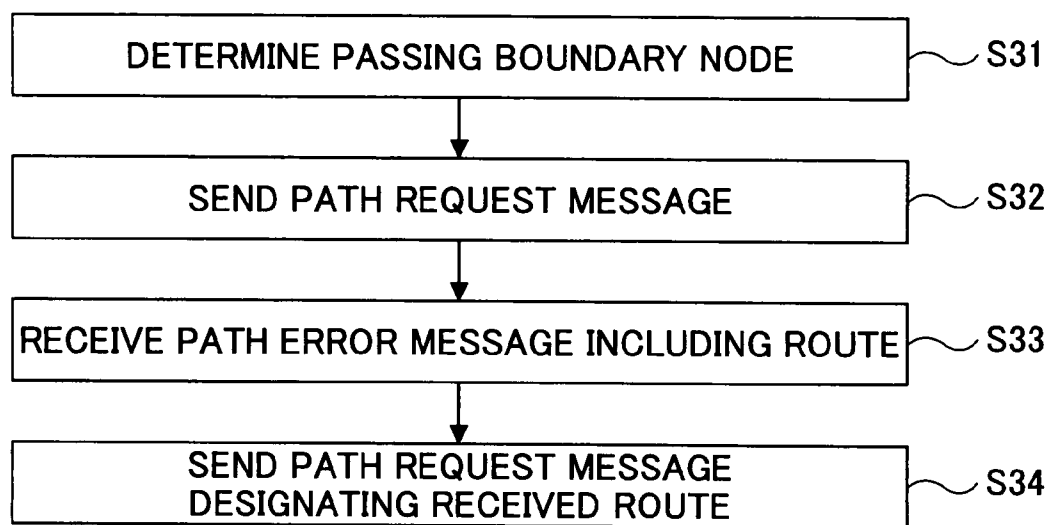 DETERMINE PASSING BOUNDARY NODE
S31
SEND PATH REQUEST MESSAGE
S32
RECEIVE PATH ERROR MESSAGE INCLUDING ROUTE
S33
SEND PATH REQUEST MESSAGE
DESIGNATING RECEIVED ROUTE
S34